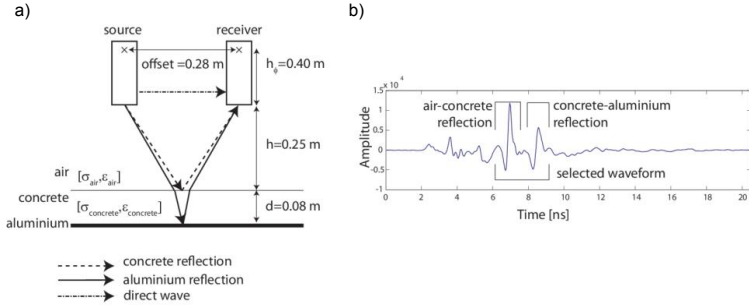 a)
source
receiver
offset =0.28 m
hϕ=0.40 m
h=0.25 m
air
[σair,εair]
concrete
[σconcrete,εconcrete]
d=0.08 m
aluminium
concrete reflection
aluminium reflection
direct wave
b)
x 10^4
1.5
1
0.5
0
-0.5
-1
Amplitude
air-concrete
reflection
concrete-aluminium
reflection
selected waveform
0 2 4 6 8 10 12 14 16 18 20
Time [ns]